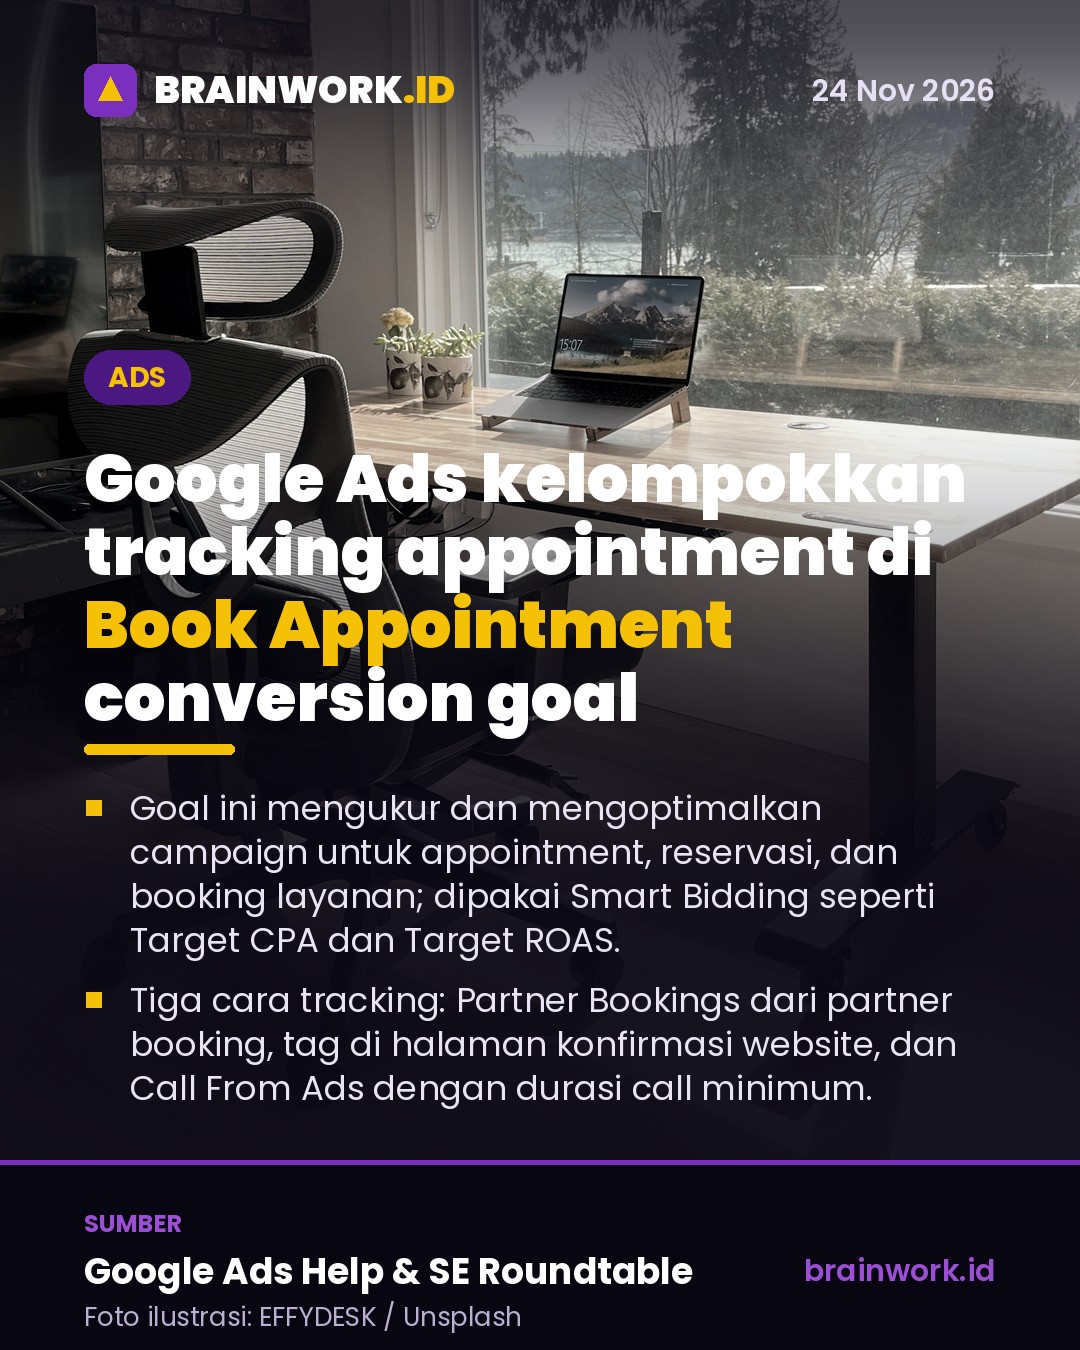 BRAINWORK.ID
24 Nov 2026
ADS
Google Ads kelompokkan
tracking appointment di
Book Appointment
conversion goal
Goal ini mengukur dan mengoptimalkan
campaign untuk appointment, reservasi, dan
booking layanan; dipakai Smart Bidding seperti
Target CPA dan Target ROAS.
Tiga cara tracking: Partner Bookings dari partner
booking, tag di halaman konfirmasi website, dan
Call From Ads dengan durasi call minimum.
SUMBER
Google Ads Help & SE Roundtable
brainwork.id
Foto ilustrasi: EFFYDESK / Unsplash
15:07